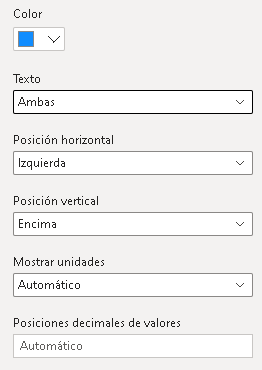 Color
Texto
Ambas
Posición horizontal
Izquierda
Posición vertical
Encima
Mostrar unidades
Automático
Posiciones decimales de valores
Automático